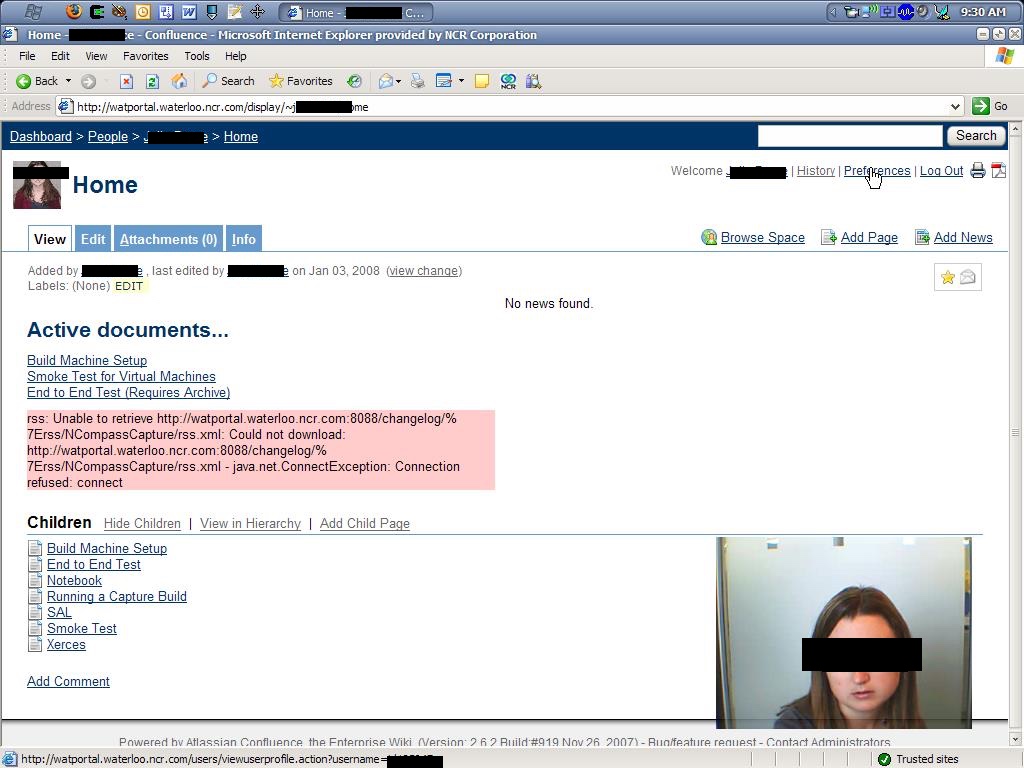 Home - C...
9:30 AM
Home - e - Confluence - Microsoft Internet Explorer provided by NCR Corporation
File Edit View Favorites Tools Help
Back Search Favorites NCR
Address http://watportal.waterloo.ncr.com/display/~j ome Go
Dashboard > People > > Home Search
Welcome | History | Preferences | Log Out
Home
View Edit Attachments (0) Info Browse Space Add Page Add News
Added by , last edited by on Jan 03, 2008 (view change)
Labels: (None) EDIT
No news found.
Active documents...
Build Machine Setup
Smoke Test for Virtual Machines
End to End Test (Requires Archive)
rss: Unable to retrieve http://watportal.waterloo.ncr.com:8088/changelog/%
7Erss/NCompassCapture/rss.xml: Could not download:
http://watportal.waterloo.ncr.com:8088/changelog/%
7Erss/NCompassCapture/rss.xml - java.net.ConnectException: Connection
refused: connect
Children Hide Children | View in Hierarchy | Add Child Page
Build Machine Setup
End to End Test
Notebook
Running a Capture Build
SAL
Smoke Test
Xerces
Add Comment
Powered by Atlassian Confluence, the Enterprise Wiki. (Version: 2.6.2 Build:#919 Nov 26, 2007) - Bug/feature request - Contact Administrators
http://watportal.waterloo.ncr.com/users/viewuserprofile.action?username= Trusted sites